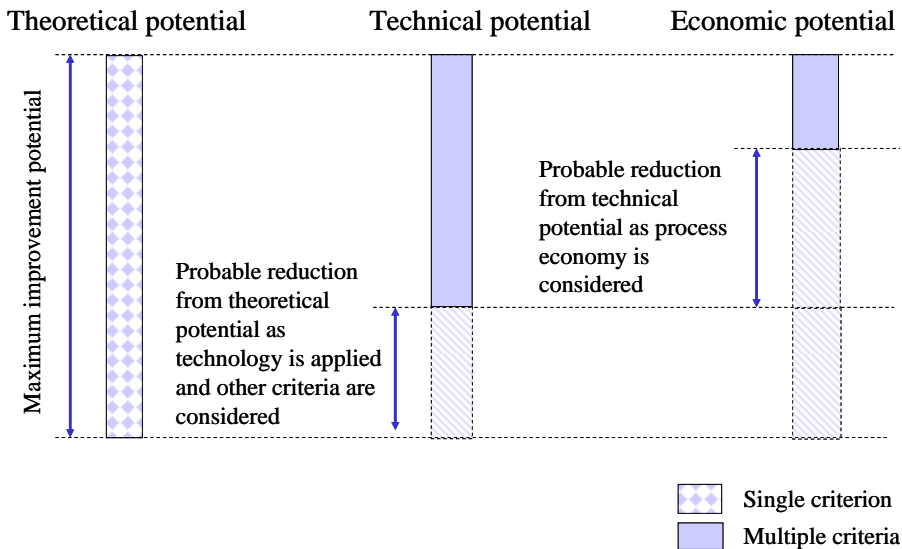 Theoretical potential
Technical potential
Economic potential
Maximum improvement potential
Probable reduction
from theoretical
potential as
technology is applied
and other criteria are
considered
Probable reduction
from technical
potential as process
economy is
considered
Single criterion
Multiple criteria